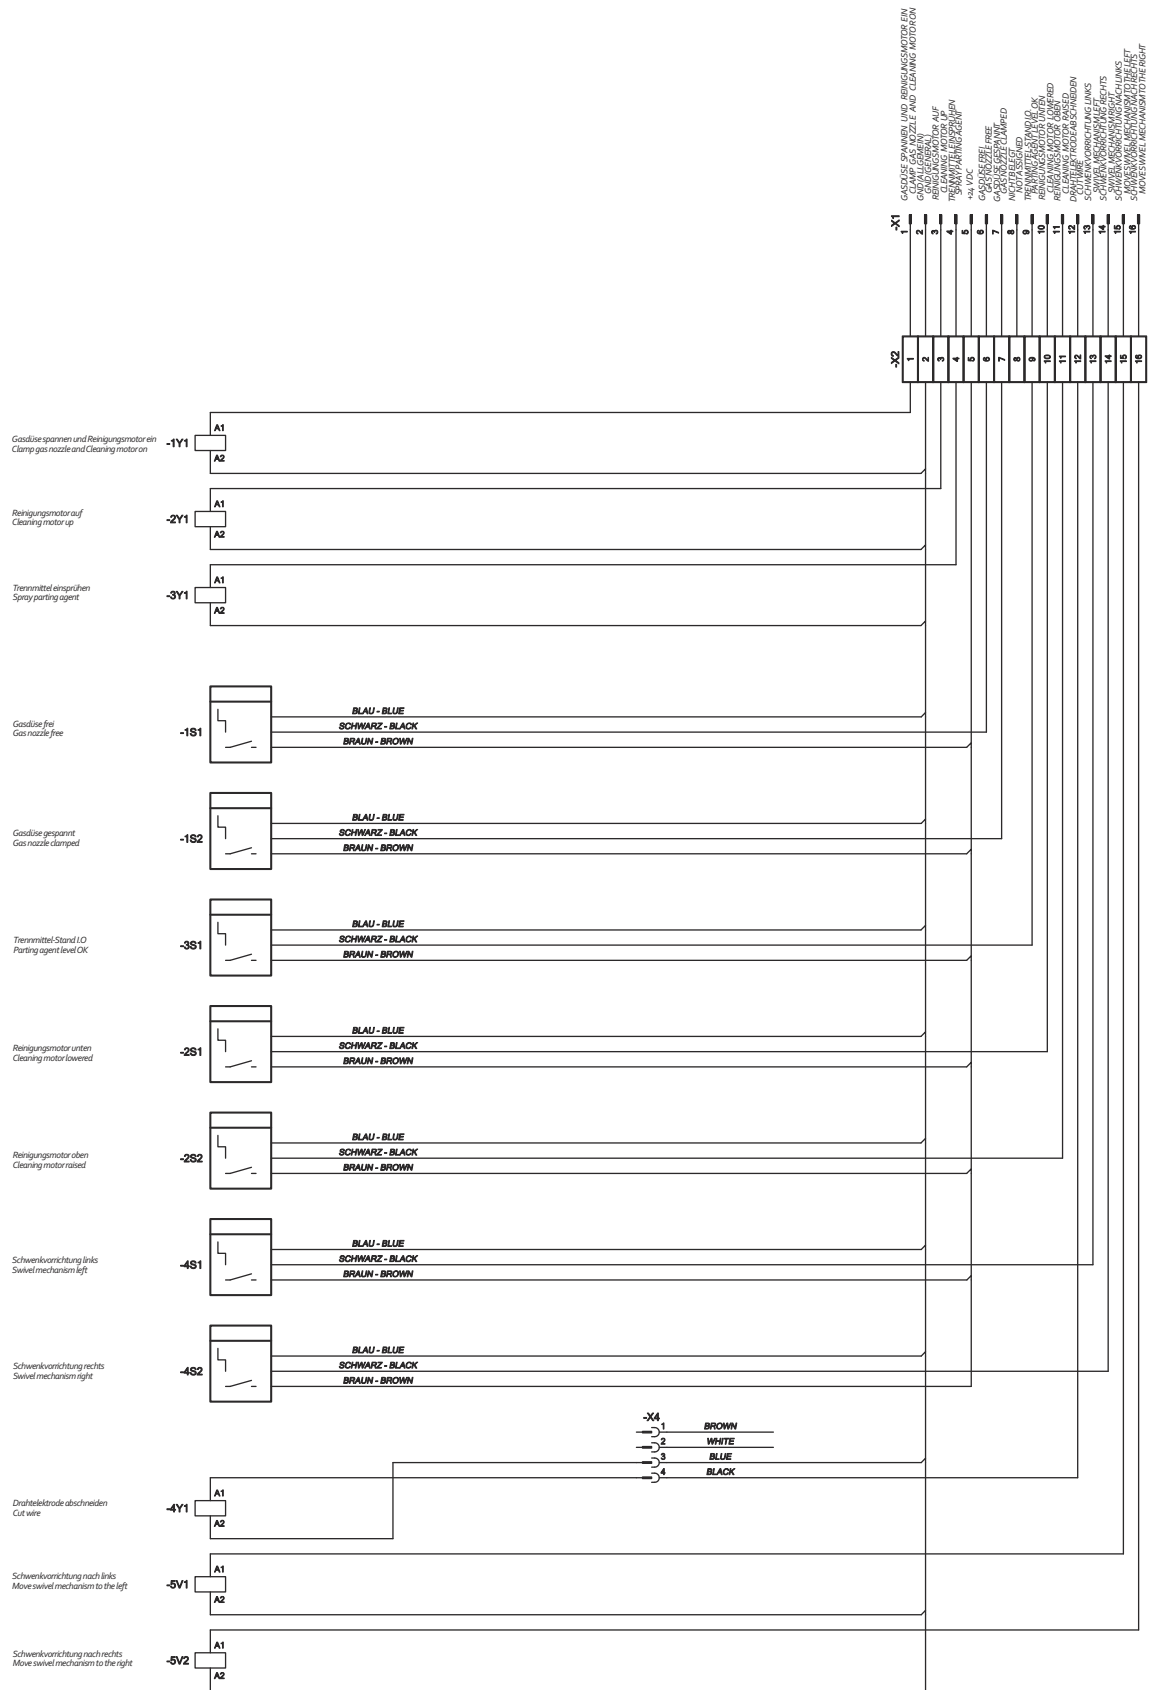 GASDÜSE SPANNEN UND REINIGUNGSMOTOR EIN
CLAMP GAS NOZZLE AND CLEANING MOTOR ON
GND (ALLGEMEIN)
GND (GENERAL)
REINIGUNGSMOTOR AUF
CLEANING MOTOR UP
TRENNMITTEL EINSPRÜHEN
SPRAY PARTING AGENT
+24 VDC
GASDÜSE FREI
GAS NOZZLE FREE
GASDÜSE GESPANNT
GAS NOZZLE CLAMPED
NICHT BELEGT
NOT ASSIGNED
TRENNMITTEL-STAND I.O
PARTING AGENT LEVEL OK
REINIGUNGSMOTOR UNTEN
CLEANING MOTOR LOWERED
REINIGUNGSMOTOR OBEN
CLEANING MOTOR RAISED
DRAHTELEKTRODE ABSCHNEIDEN
CUT WIRE
SCHWENKVORRICHTUNG LINKS
SWIVEL MECHANISM LEFT
SCHWENKVORRICHTUNG RECHTS
SWIVEL MECHANISM RIGHT
SCHWENKVORRICHTUNG NACH LINKS
MOVE SWIVEL MECHANISM TO THE LEFT
SCHWENKVORRICHTUNG NACH RECHTS
MOVE SWIVEL MECHANISM TO THE RIGHT
-X1
1 2 3 4 5 6 7 8 9 10 11 12 13 14 15 16
-X2
1 2 3 4 5 6 7 8 9 10 11 12 13 14 15 16
Gasdüse spannen und Reinigungsmotor ein
Clamp gas nozzle and Cleaning motor on
-1Y1
A1
A2
Reinigungsmotor auf
Cleaning motor up
-2Y1
A1
A2
Trennmittel einsprühen
Spray parting agent
-3Y1
A1
A2
Gasdüse frei
Gas nozzle free
-1S1
BLAU - BLUE
SCHWARZ - BLACK
BRAUN - BROWN
Gasdüse gespannt
Gas nozzle clamped
-1S2
BLAU - BLUE
SCHWARZ - BLACK
BRAUN - BROWN
Trennmittel-Stand I.O
Parting agent level OK
-3S1
BLAU - BLUE
SCHWARZ - BLACK
BRAUN - BROWN
Reinigungsmotor unten
Cleaning motor lowered
-2S1
BLAU - BLUE
SCHWARZ - BLACK
BRAUN - BROWN
Reinigungsmotor oben
Cleaning motor raised
-2S2
BLAU - BLUE
SCHWARZ - BLACK
BRAUN - BROWN
Schwenkvorrichtung links
Swivel mechanism left
-4S1
BLAU - BLUE
SCHWARZ - BLACK
BRAUN - BROWN
Schwenkvorrichtung rechts
Swivel mechanism right
-4S2
BLAU - BLUE
SCHWARZ - BLACK
BRAUN - BROWN
-X4
1 BROWN
2 WHITE
3 BLUE
4 BLACK
Drahtelektrode abschneiden
Cut wire
-4Y1
A1
A2
Schwenkvorrichtung nach links
Move swivel mechanism to the left
-5V1
A1
A2
Schwenkvorrichtung nach rechts
Move swivel mechanism to the right
-5V2
A1
A2